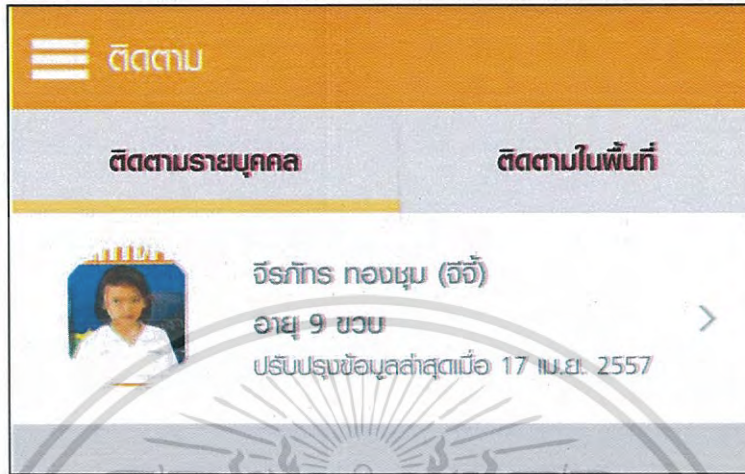 ติดตาม
ติดตามรายบุคคล
ติดตามในพื้นที่
จีรภัทร ทองชุม (จีจี้)
อายุ 9 ขวบ
ปรับปรุงข้อมูลล่าสุดเมื่อ 17 เม.ย. 2557